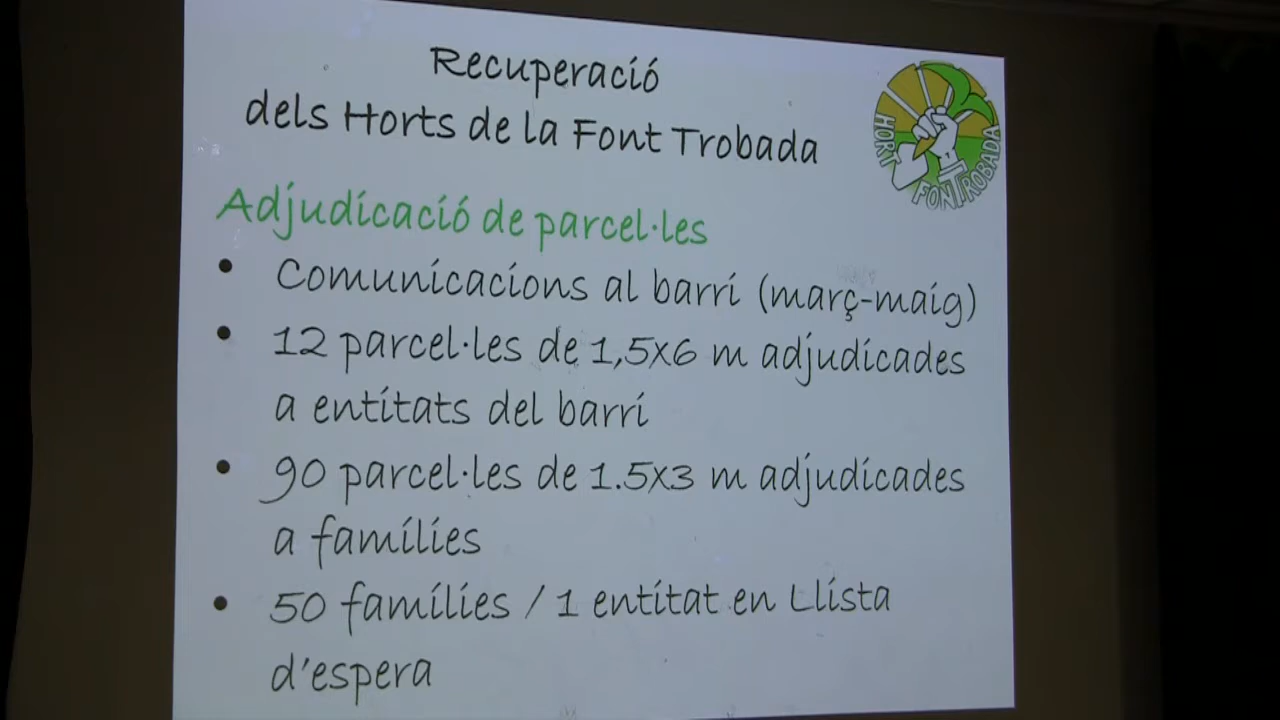 Recuperació
dels Horts de la Font Trobada
HORT FONT TROBADA
Adjudicació de parcel·les
• Comunicacions al barri (març-maig)
• 12 parcel·les de 1,5x6 m adjudicades
a entitats del barri
• 90 parcel·les de 1.5x3 m adjudicades
a famílies
• 50 famílies / 1 entitat en Llista
d'espera